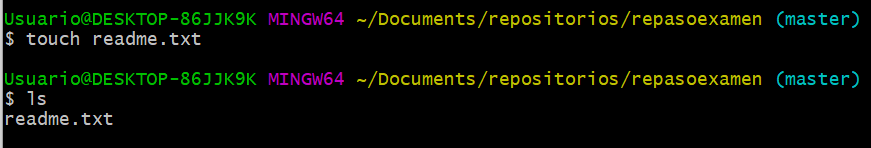 Usuario@DESKTOP-86JJK9K MINGW64 ~/Documents/repositorios/repasoexamen (master)
$ touch readme.txt
Usuario@DESKTOP-86JJK9K MINGW64 ~/Documents/repositorios/repasoexamen (master)
$ ls
readme.txt